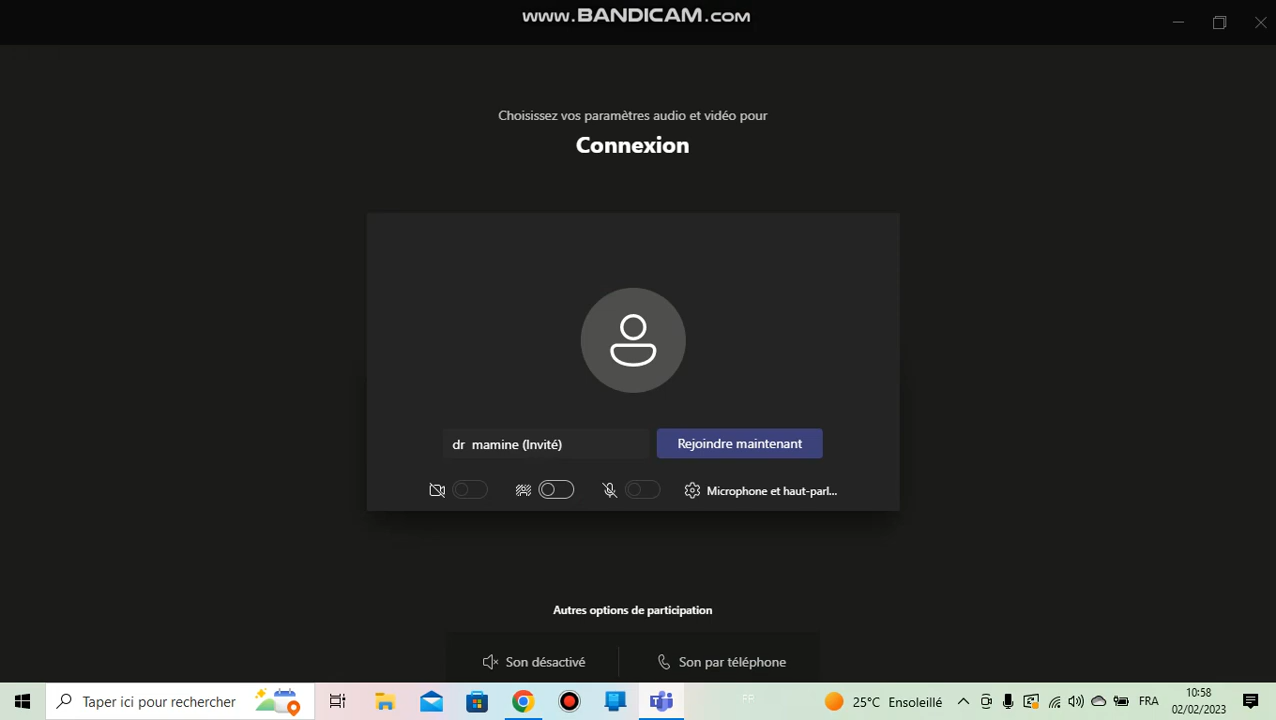 www.BANDICAM.com
Choisissez vos paramètres audio et vidéo pour
Connexion
dr mamine (Invité)
Rejoindre maintenant
Microphone et haut-parl...
Autres options de participation
Son désactivé
Son par téléphone
Taper ici pour rechercher
FR
25°C Ensoleillé
FRA
10:58
02/02/2023